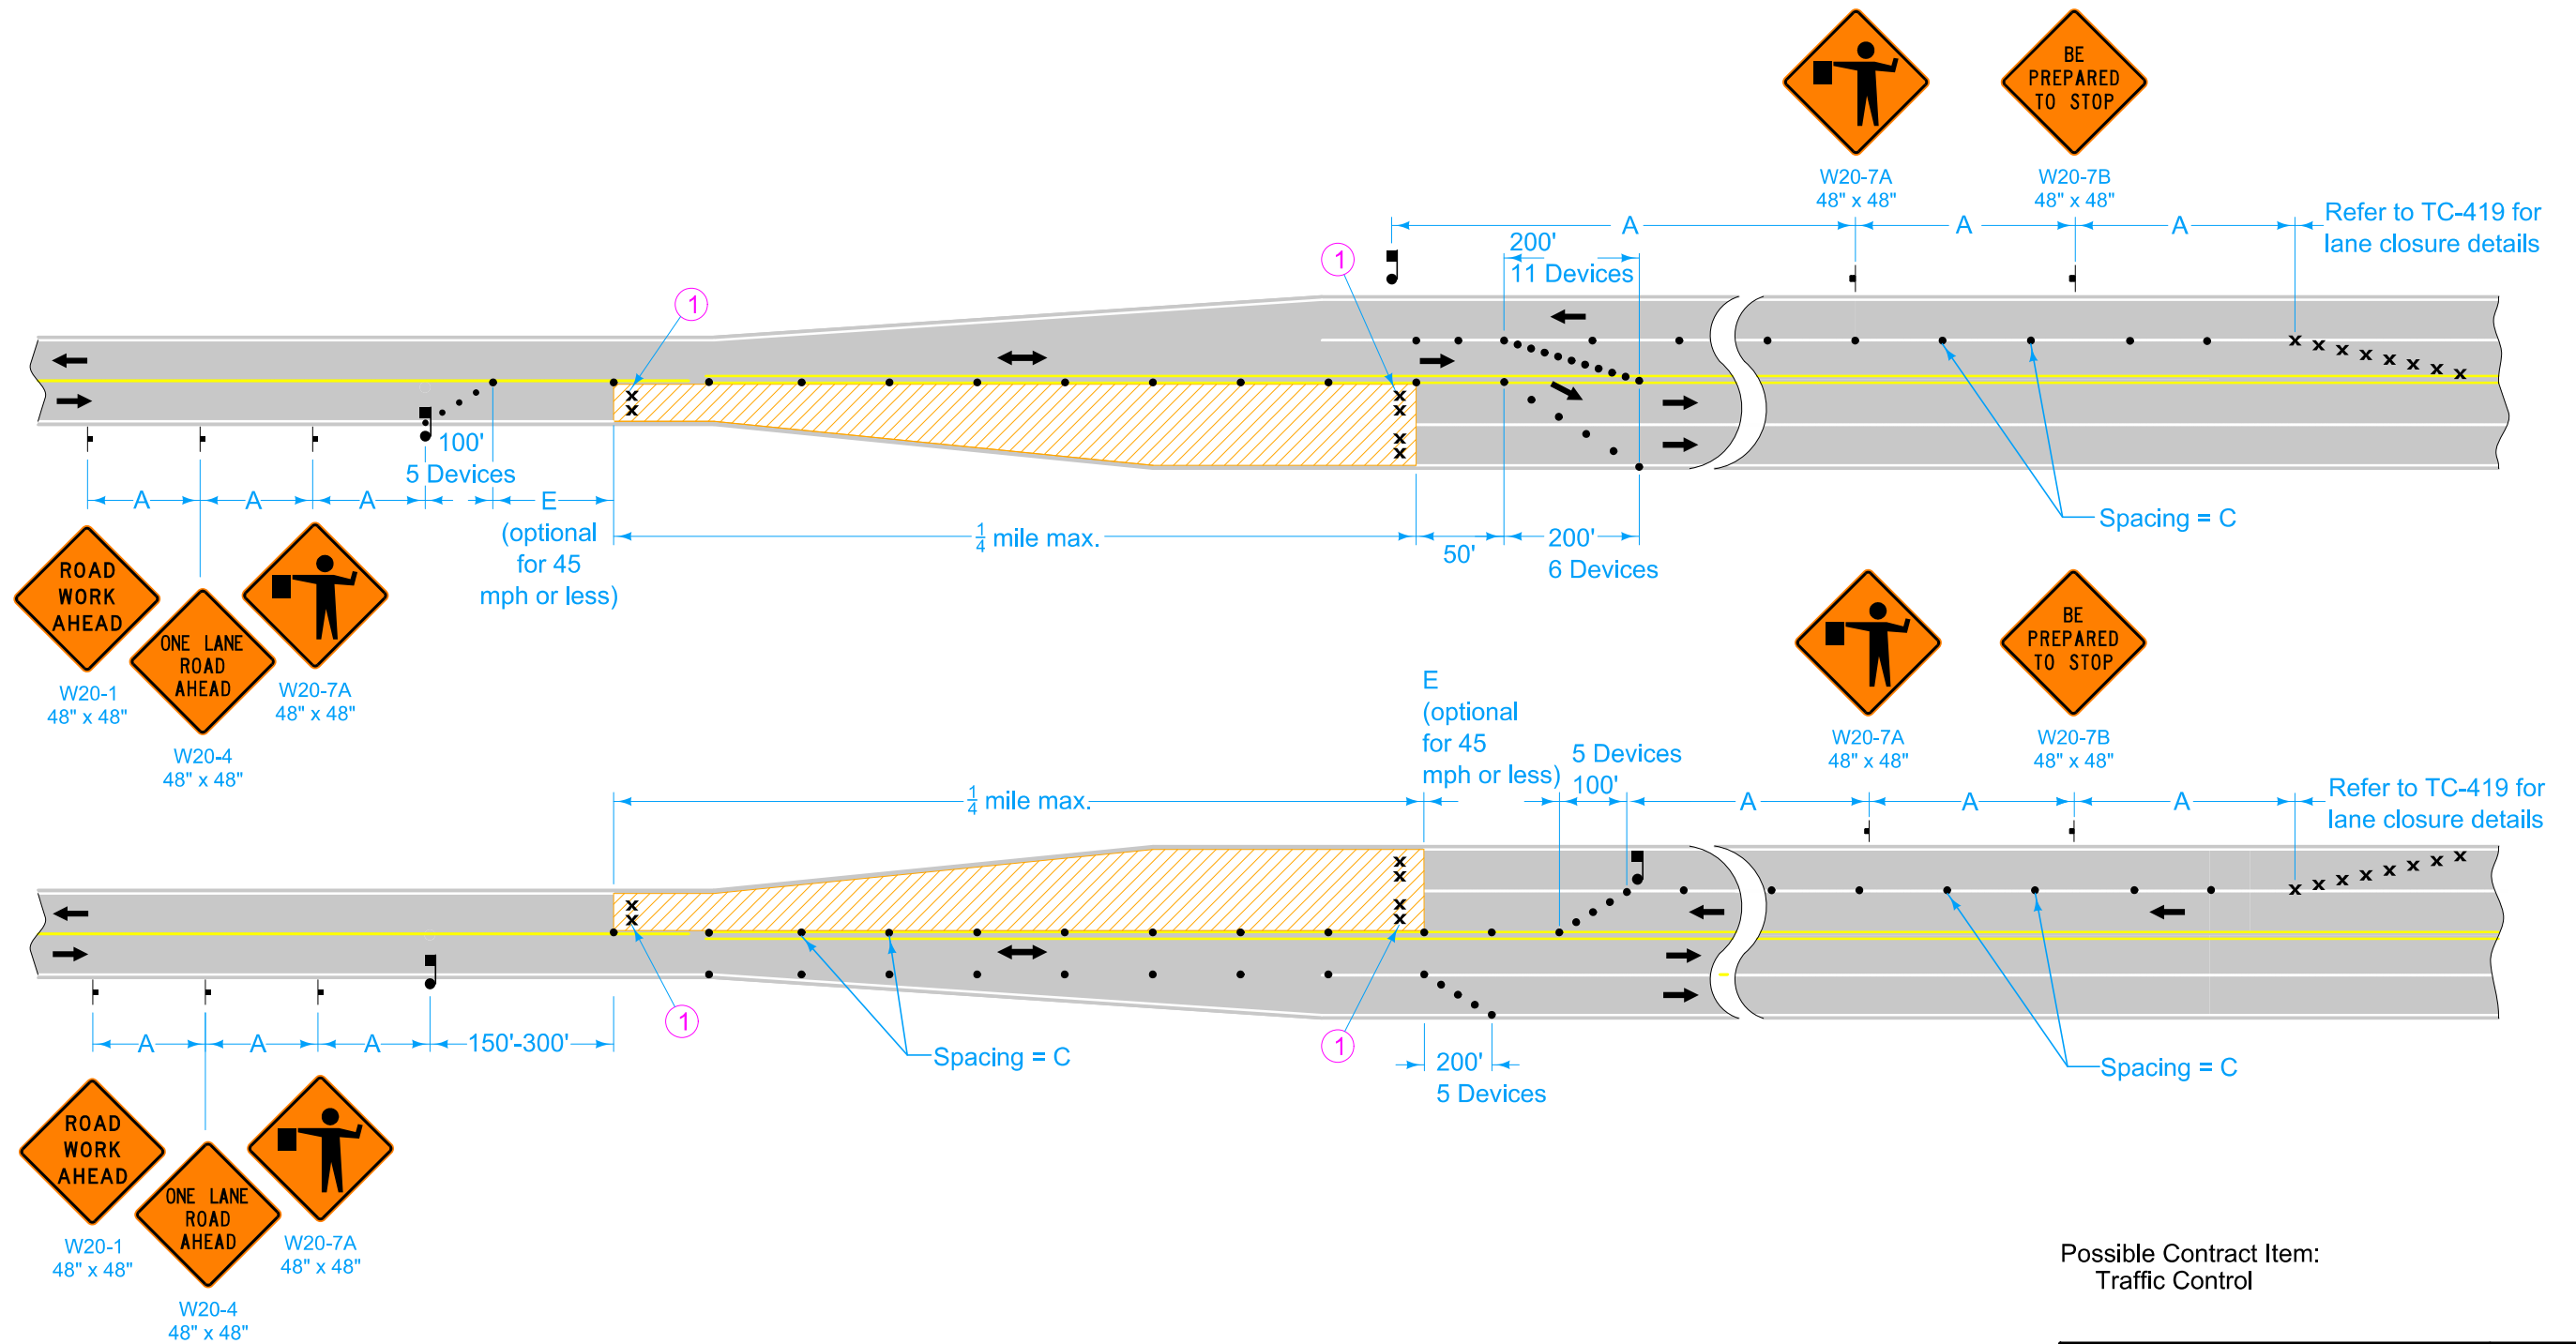 BE
PREPARED
TO STOP
W20-7A
48" x 48"
W20-7B
48" x 48"
A
A
A
Refer to TC-419 for
lane closure details
200'
11 Devices
1
1
100'
5 Devices
A
A
A
E
(optional
for 45
mph or less)
1/4 mile max.
50'
200'
6 Devices
Spacing = C
ROAD
WORK
AHEAD
W20-1
48" x 48"
ONE LANE
ROAD
AHEAD
W20-4
48" x 48"
W20-7A
48" x 48"
BE
PREPARED
TO STOP
W20-7A
48" x 48"
W20-7B
48" x 48"
E
(optional
for 45
mph or less)
5 Devices
100'
1/4 mile max.
A
A
A
Refer to TC-419 for
lane closure details
1
1
A
A
A
150'-300'
Spacing = C
200'
5 Devices
Spacing = C
ROAD
WORK
AHEAD
W20-1
48" x 48"
ONE LANE
ROAD
AHEAD
W20-4
48" x 48"
W20-7A
48" x 48"
Possible Contract Item:
Traffic Control